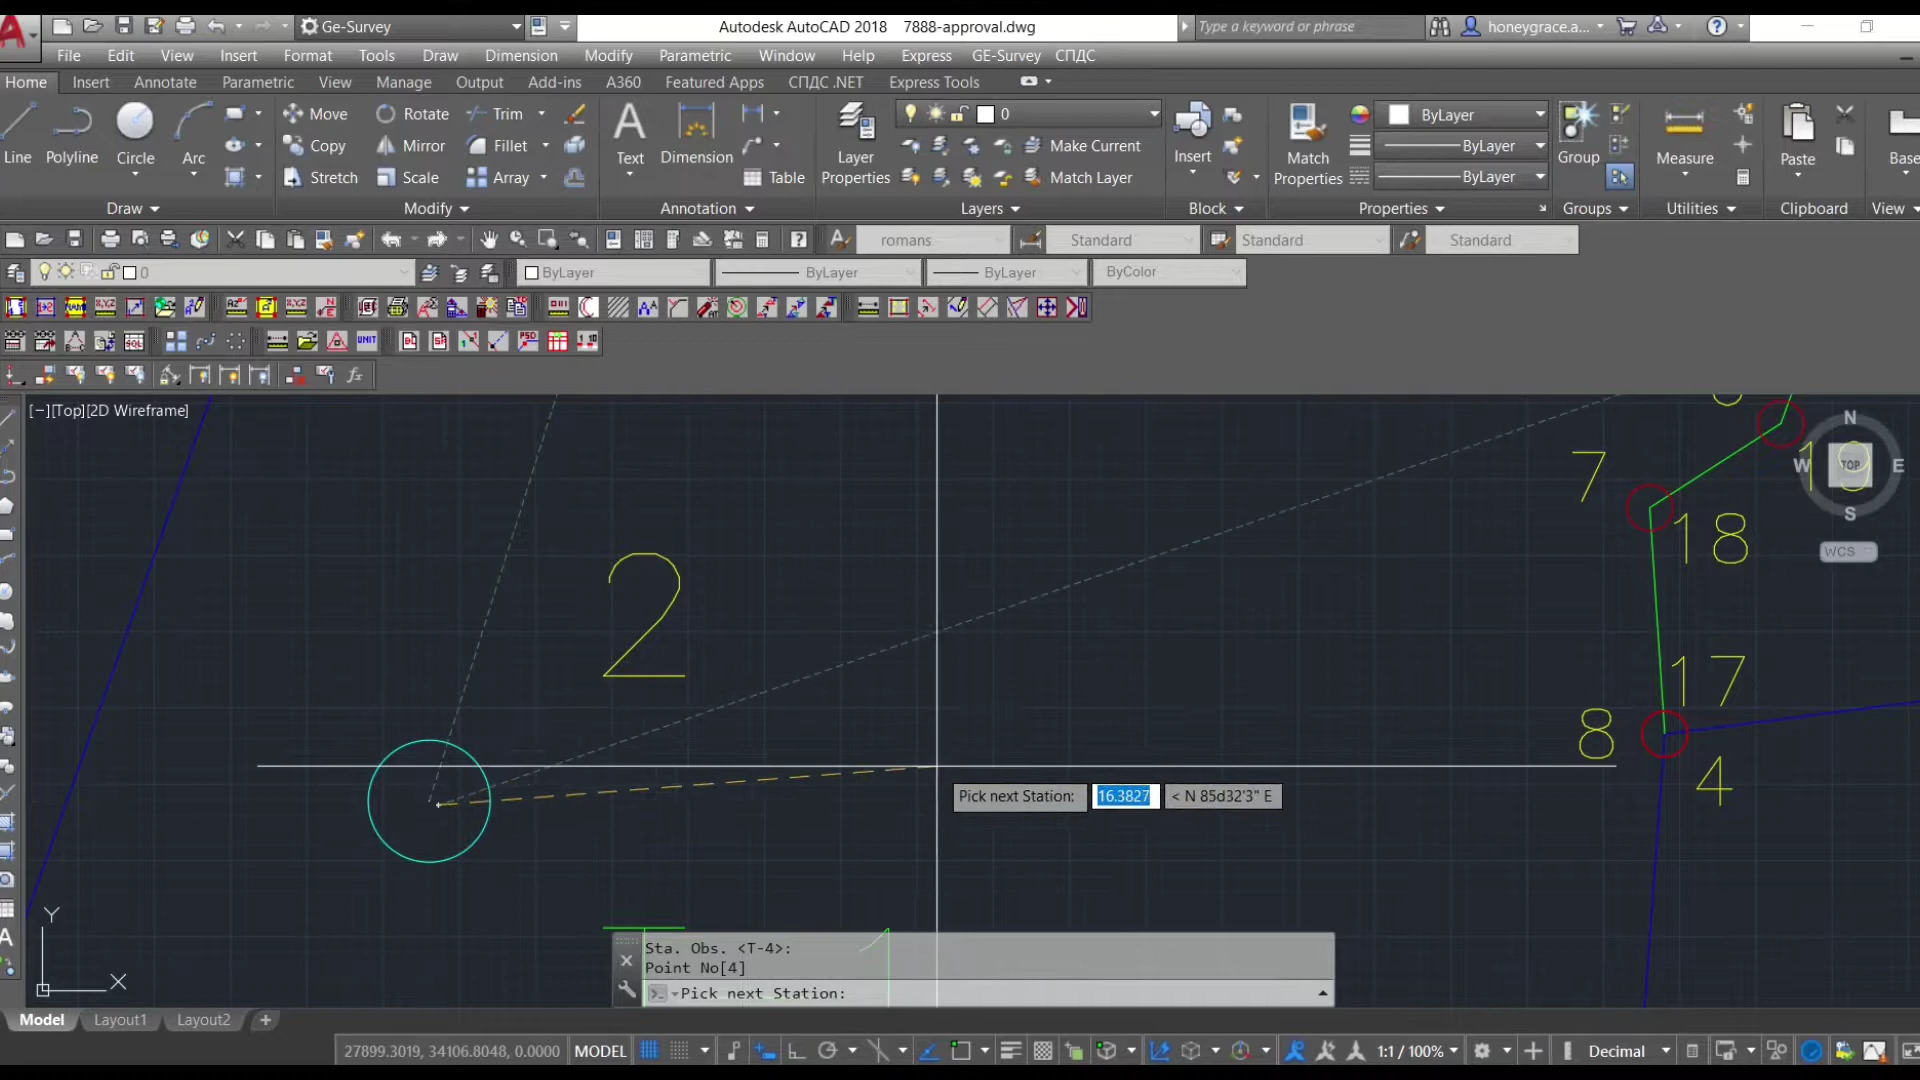 Ge-Survey
Autodesk AutoCAD 2018   7888-approval.dwg
Type a keyword or phrase
honeygrace.a...
File Edit View Insert Format Tools Draw Dimension Modify Parametric Window Help Express GE-Survey СПДС
Home Insert Annotate Parametric View Manage Output Add-ins A360 Featured Apps СПДС .NET Express Tools
Move Rotate Trim
0
ByLayer
Copy Mirror Fillet
Make Current
ByLayer
Line Polyline Circle Arc
Text Dimension
Layer Properties
Insert
Match Properties
Group Measure Paste Base
Stretch Scale Array
Table
Match Layer
ByLayer
Draw Modify Annotation Layers Block Properties Groups Utilities Clipboard View
romans Standard Standard Standard
0 ByLayer ByLayer ByLayer ByColor
[−][Top][2D Wireframe]
N
W TOP E
S
WCS
7
19
18
2
17
8
4
Pick next Station: 16.3827 < N 85d32'3" E
Y
X
Sta. Obs. <T-4>:
Point No[4]
Pick next Station:
Model Layout1 Layout2 +
27899.3019, 34106.8048, 0.0000 MODEL 1:1 / 100% Decimal